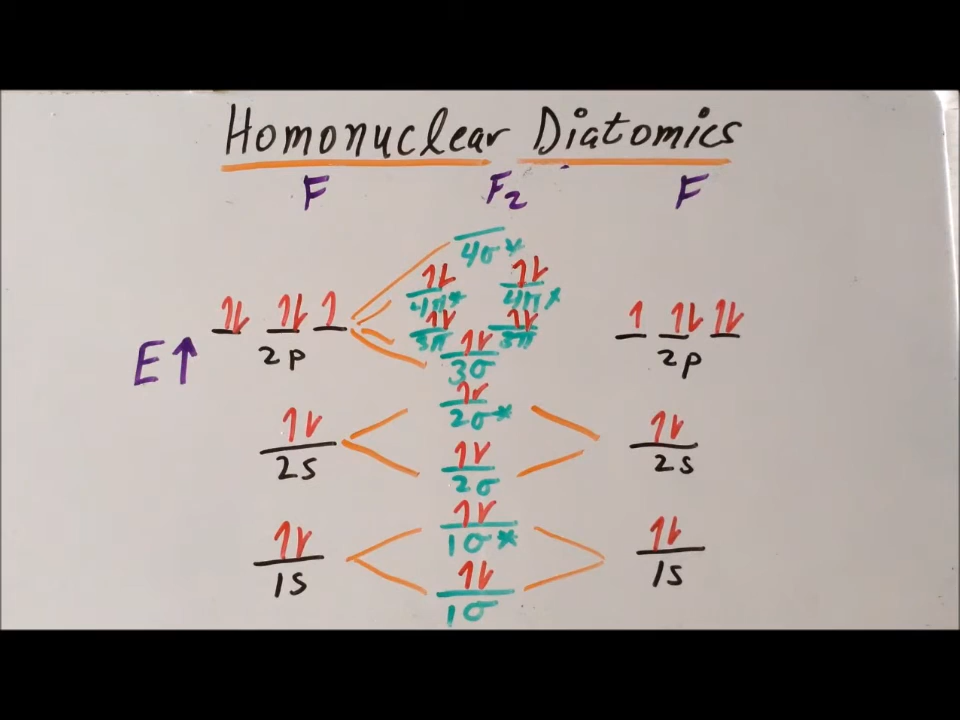 Homonuclear Diatomics
F F₂ F
4σ*
4π* 4π*
3π 3π
2p 3σ 2p
E↑
2σ*
2s 2σ 2s
1σ*
1s 1σ 1s